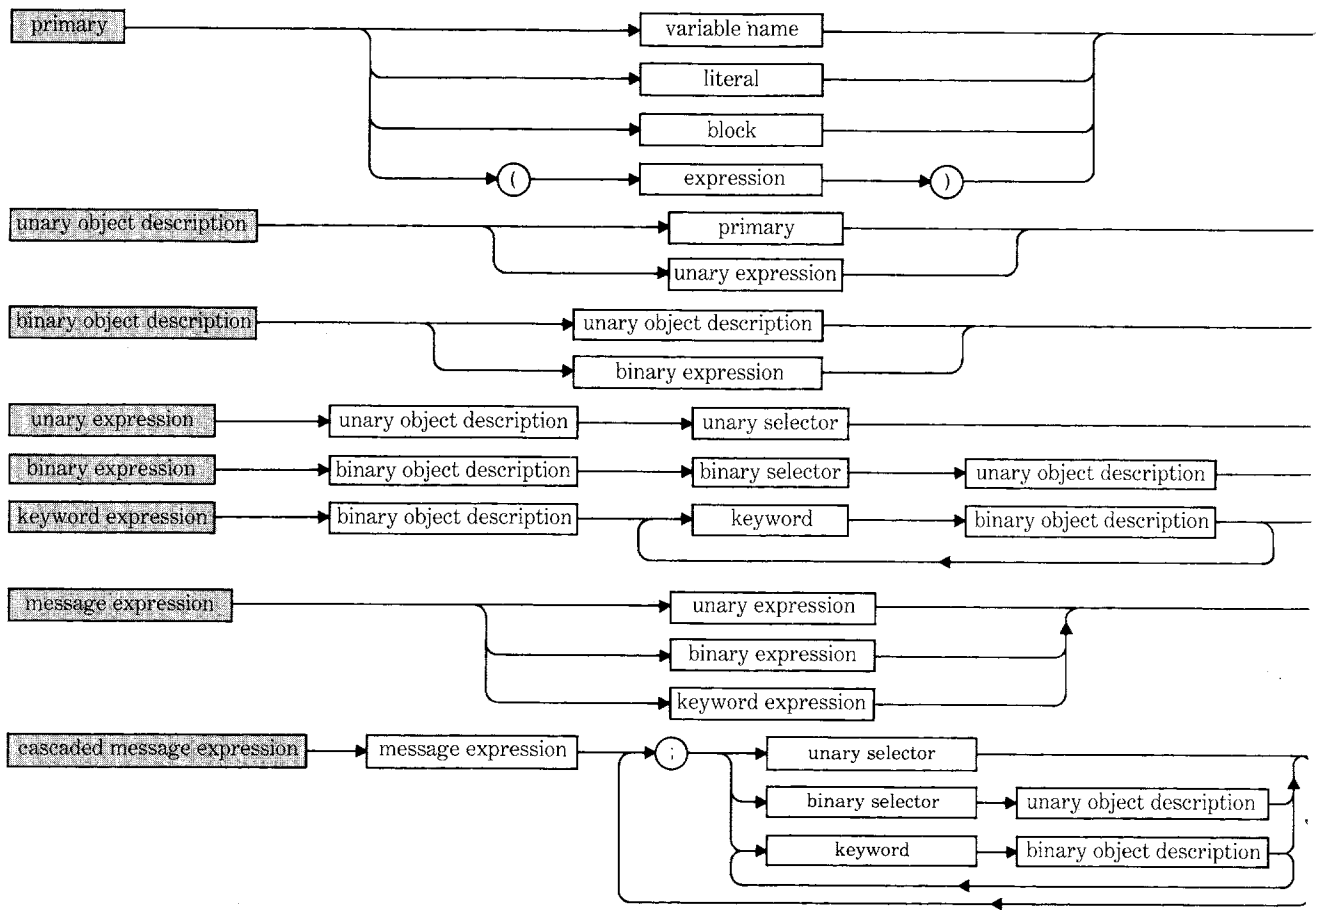 primary
variable name
literal
block
( expression )
unary object description
primary
unary expression
binary object description
unary object description
binary expression
unary expression unary object description unary selector
binary expression binary object description binary selector unary object description
keyword expression binary object description keyword binary object description
message expression
unary expression
binary expression
keyword expression
cascaded message expression message expression ; unary selector
binary selector unary object description
keyword binary object description